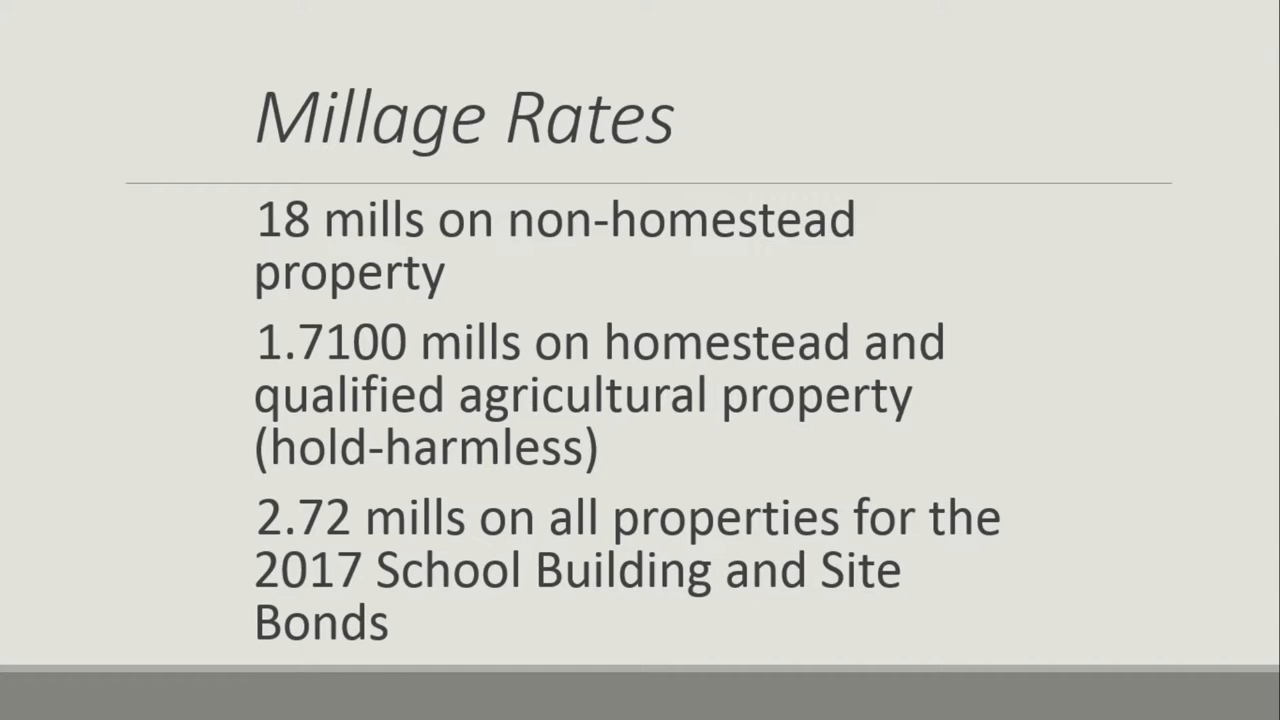 Millage Rates
18 mills on non-homestead
property
1.7100 mills on homestead and
qualified agricultural property
(hold-harmless)
2.72 mills on all properties for the
2017 School Building and Site
Bonds